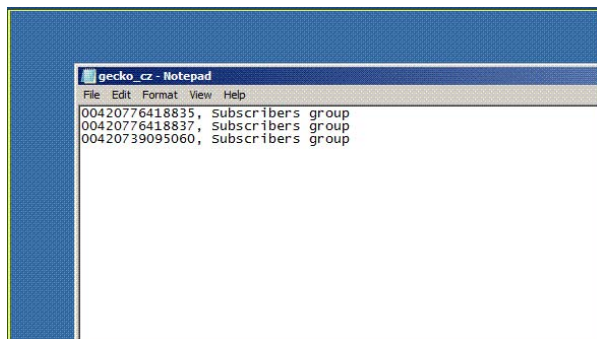 gecko_cz - Notepad
File Edit Format View Help
00420776418835, Subscribers group
00420776418837, Subscribers group
00420739095060, Subscribers group